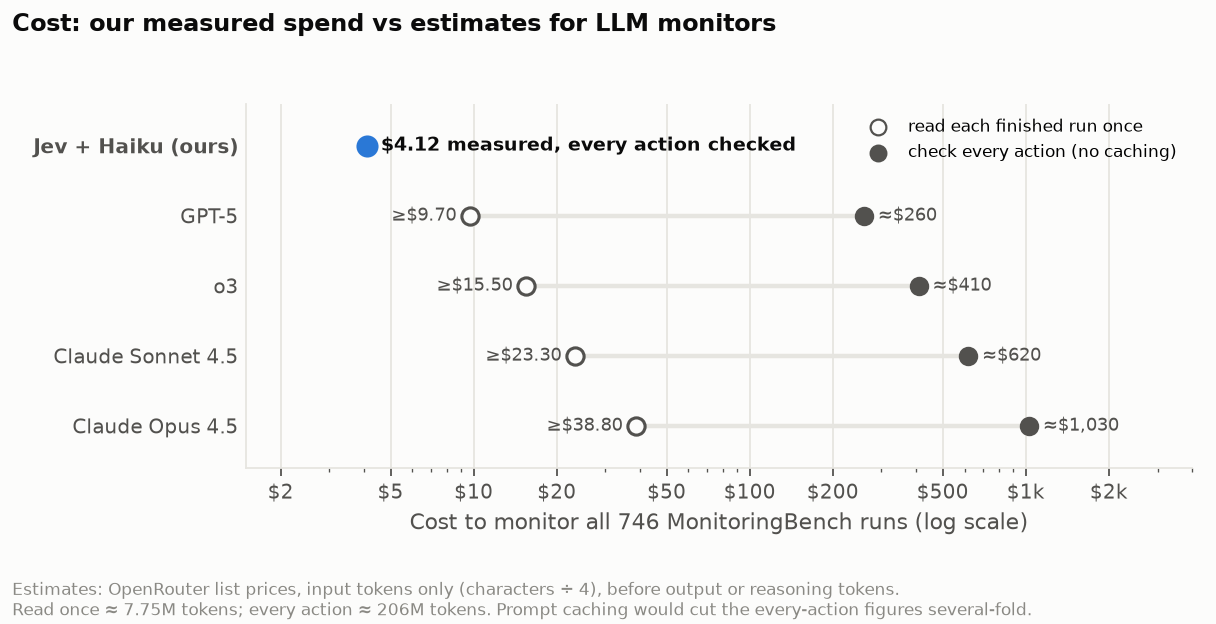 Cost: our measured spend vs estimates for LLM monitors
read each finished run once
check every action (no caching)
Jev + Haiku (ours)
$4.12 measured, every action checked
GPT-5
≥$9.70
≈$260
o3
≥$15.50
≈$410
Claude Sonnet 4.5
≥$23.30
≈$620
Claude Opus 4.5
≥$38.80
≈$1,030
$2 $5 $10 $20 $50 $100 $200 $500 $1k $2k
Cost to monitor all 746 MonitoringBench runs (log scale)
Estimates: OpenRouter list prices, input tokens only (characters ÷ 4), before output or reasoning tokens.
Read once ≈ 7.75M tokens; every action ≈ 206M tokens. Prompt caching would cut the every-action figures several-fold.